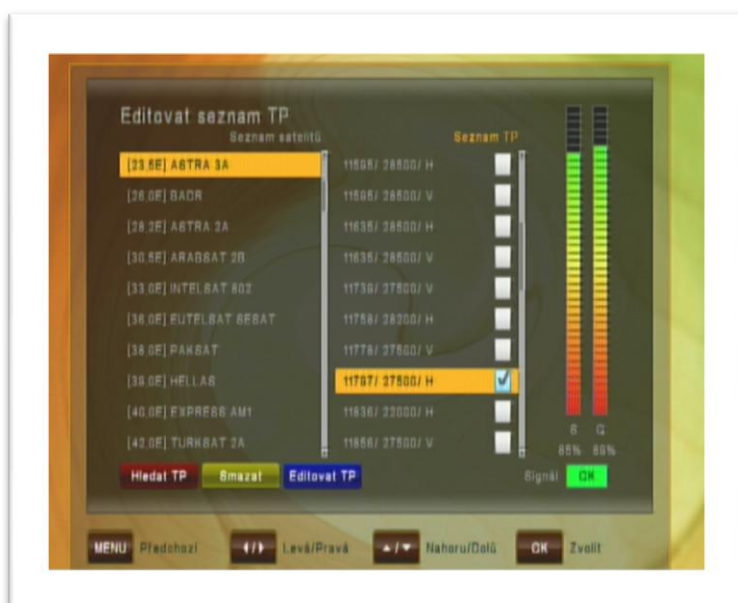 Editovat seznam TP
Seznam satelitů
Seznam TP
[23.5E] ASTRA 3A
11595/ 28500/ H
[26.0E] BADR
11595/ 28500/ V
[28.2E] ASTRA 2A
11635/ 28500/ H
[30.5E] ARABSAT 2B
11635/ 28500/ V
[33.0E] INTELSAT 802
11739/ 27500/ V
[36.0E] EUTELSAT SESAT
11758/ 28200/ H
[38.0E] PAKSAT
11778/ 27500/ V
[39.0E] HELLAS
11797/ 27500/ H
[40.0E] EXPRESS AM1
11836/ 22000/ H
[42.0E] TURKSAT 2A
11856/ 27500/ V
S Q
85% 89%
Hledat TP Smazat Editovat TP
Signál OK
MENU Předchozí Levá/Pravá Nahoru/Dolů OK Zvolit